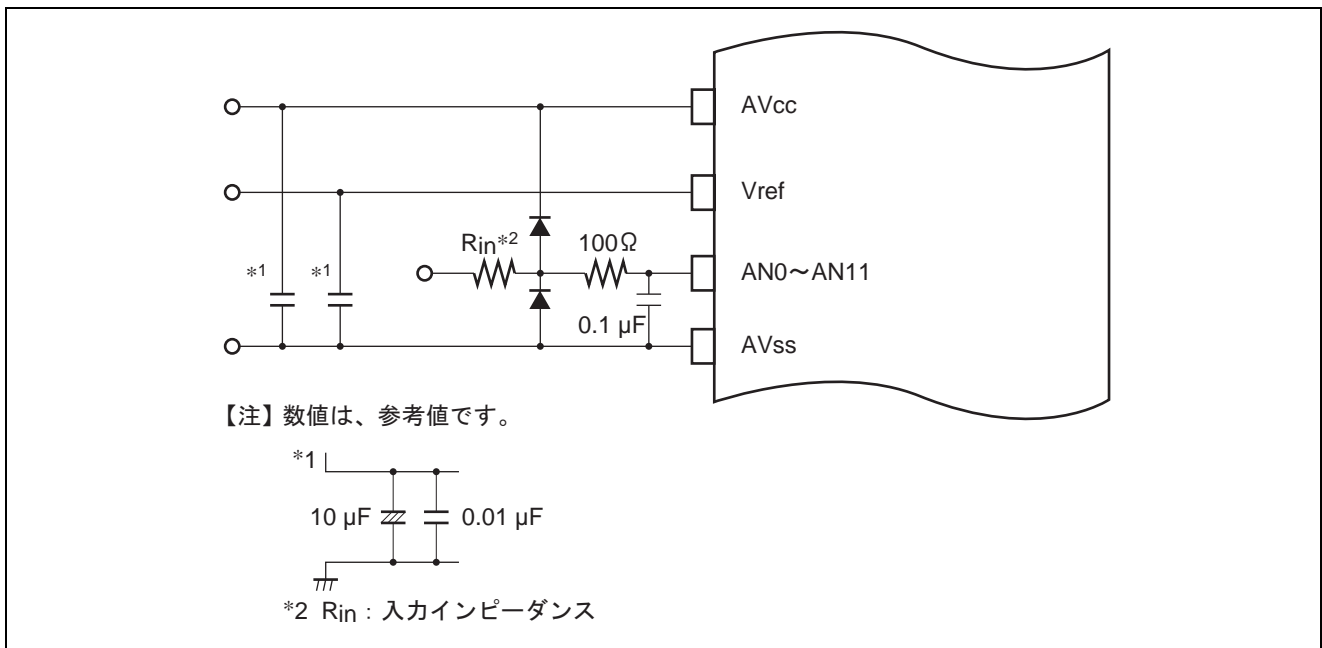 AVcc
Vref
Rin*2
100Ω
*1
*1
AN0～AN11
0.1 µF
AVss
【注】数値は、参考値です。
*1
10 µF
0.01 µF
*2 Rin : 入力インピーダンス